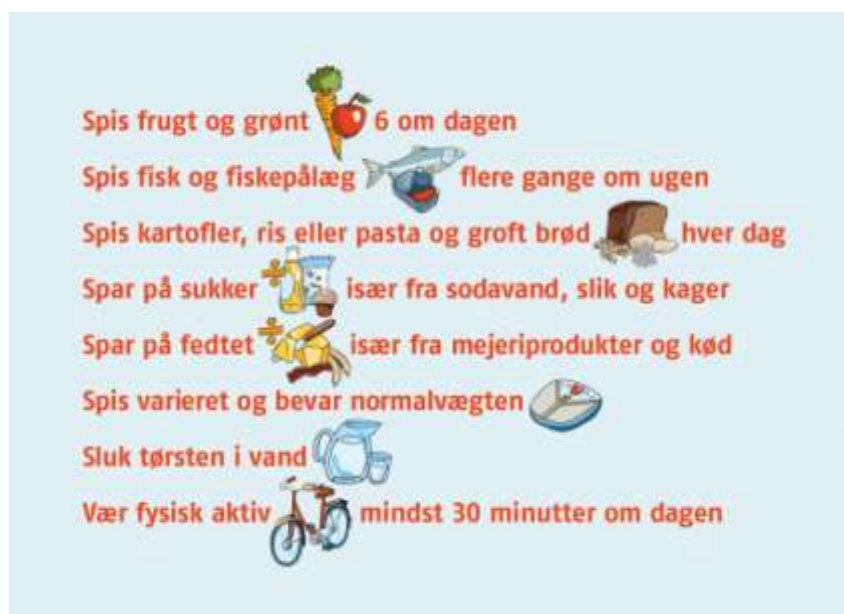 Spis frugt og grønt 6 om dagen
Spis fisk og fiskepålæg flere gange om ugen
Spis kartofler, ris eller pasta og groft brød hver dag
Spar på sukker især fra sodavand, slik og kager
Spar på fedtet især fra mejeriprodukter og kød
Spis varieret og bevar normalvægten
Sluk tørsten i vand
Vær fysisk aktiv mindst 30 minutter om dagen